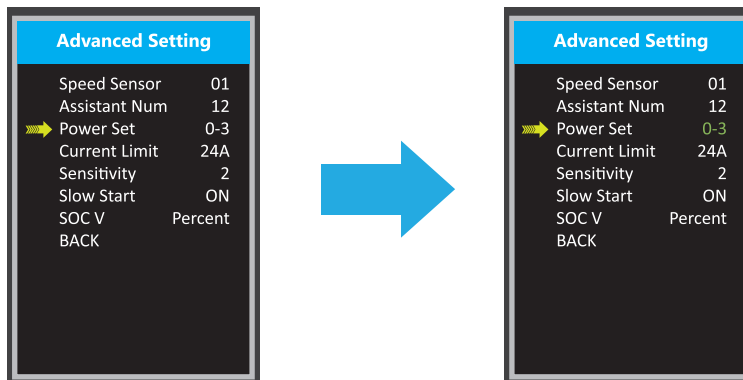 Advanced Setting
Speed Sensor 01
Assistant Num 12
Power Set 0-3
Current Limit 24A
Sensitivity 2
Slow Start ON
SOC V Percent
BACK
Advanced Setting
Speed Sensor 01
Assistant Num 12
Power Set 0-3
Current Limit 24A
Sensitivity 2
Slow Start ON
SOC V Percent
BACK